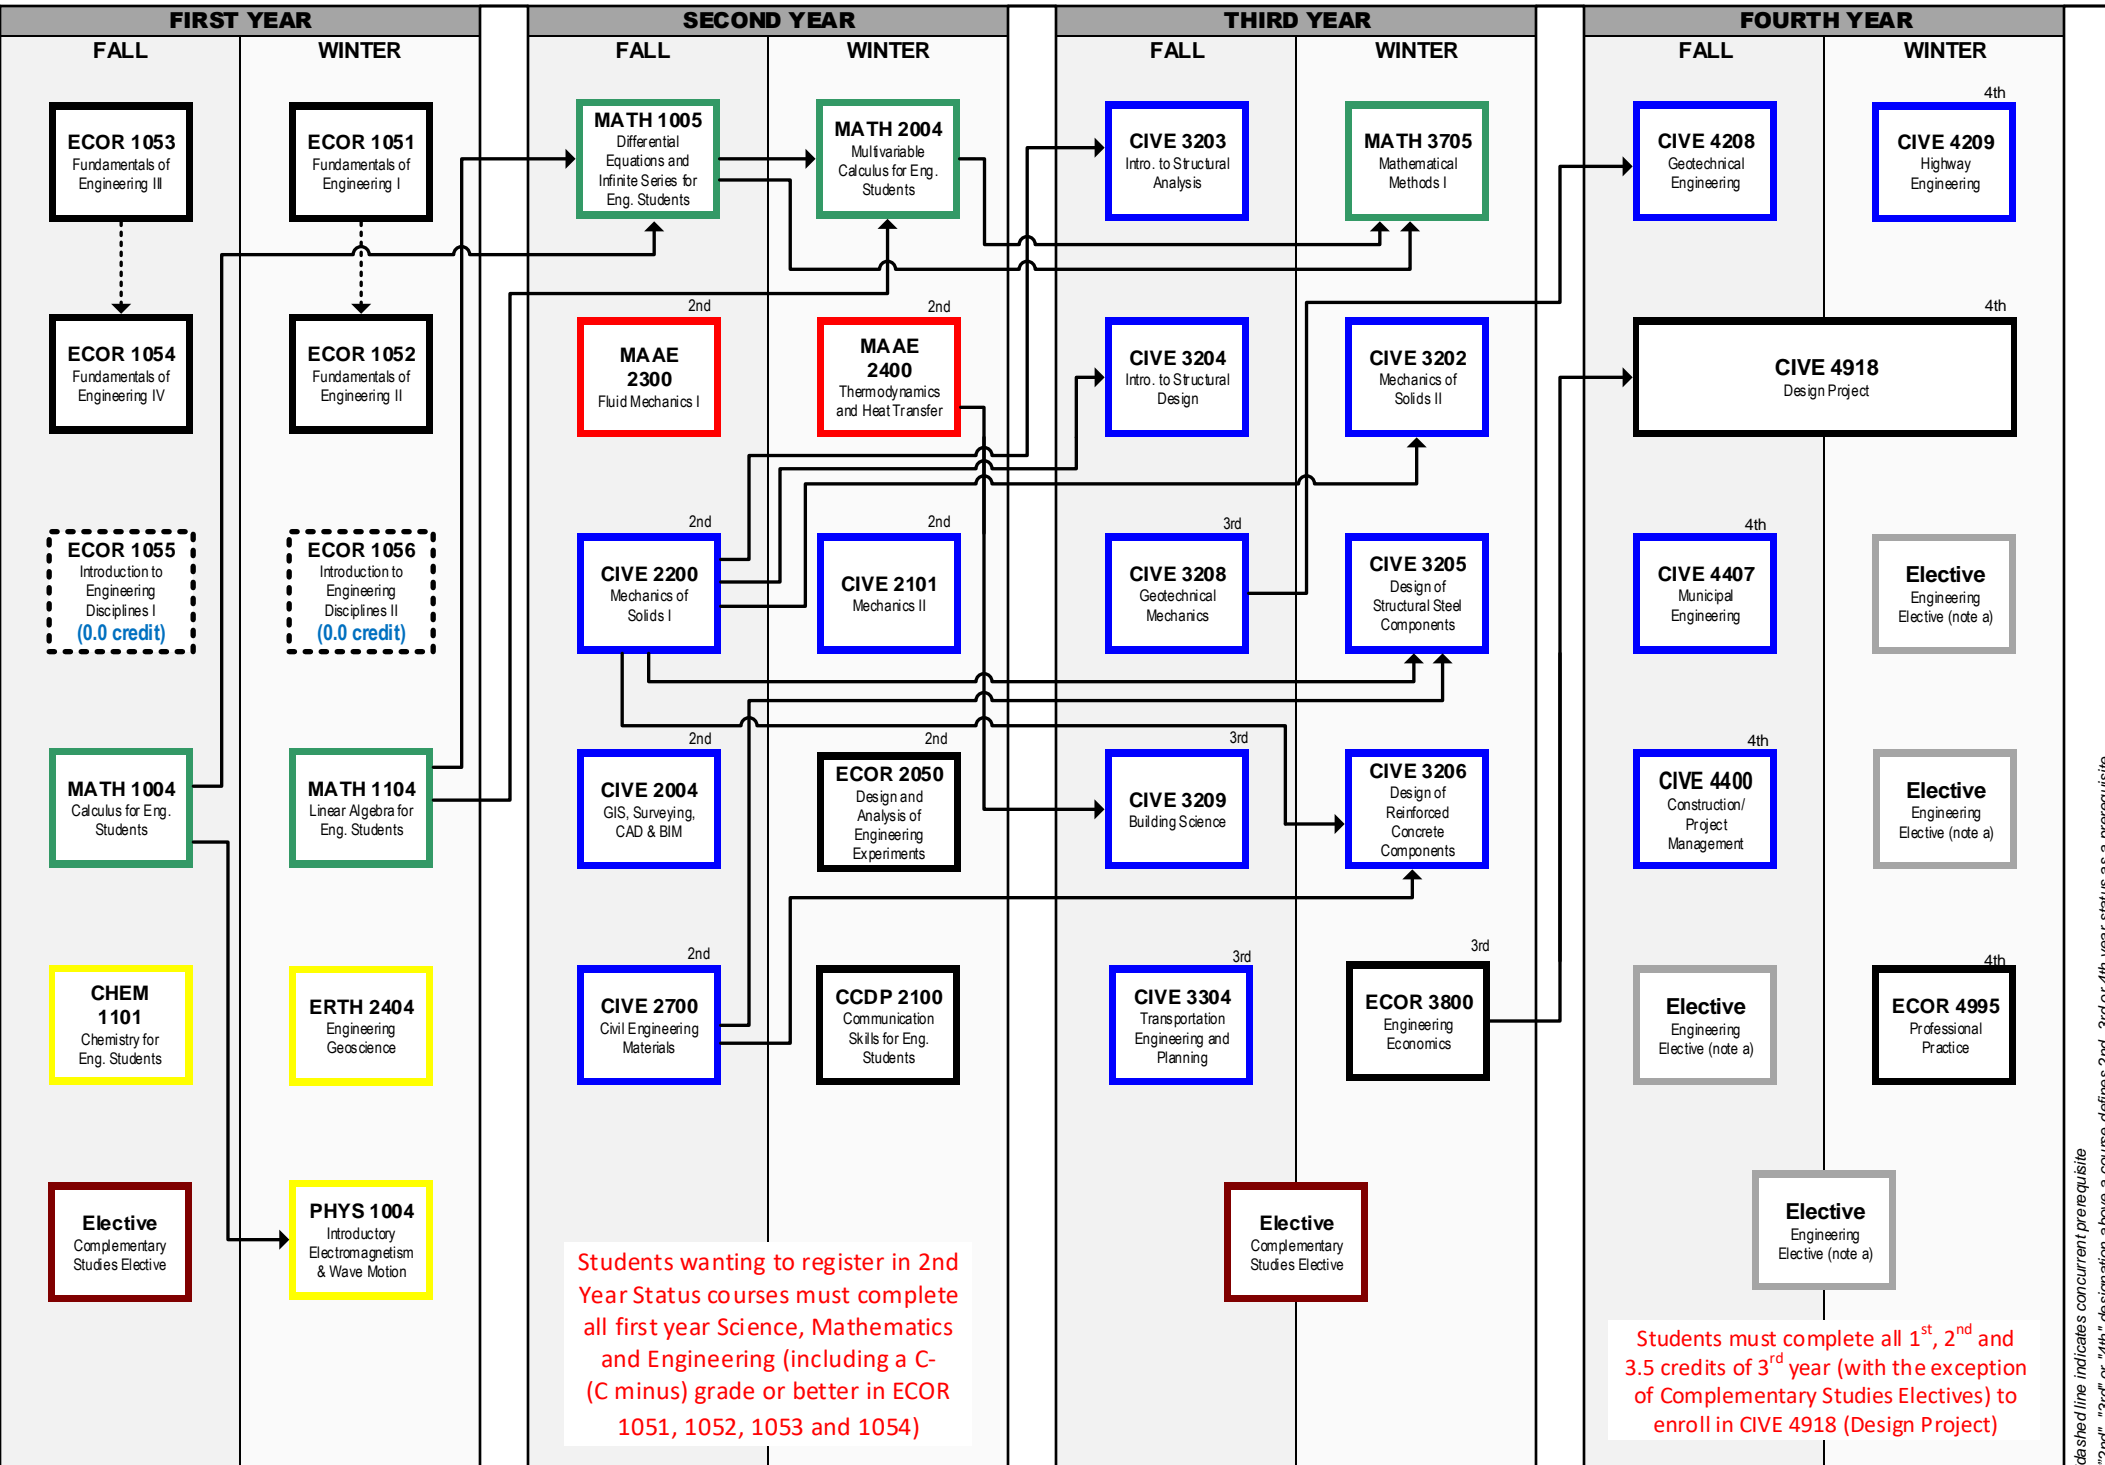 FIRST YEAR
SECOND YEAR
THIRD YEAR
FOURTH YEAR
FALL
WINTER
FALL
WINTER
FALL
WINTER
FALL
WINTER
ECOR 1053
Fundamentals of
Engineering III
ECOR 1051
Fundamentals of
Engineering I
MATH 1005
Differential
Equations and
Infinite Series for
Eng. Students
MATH 2004
Multivariable
Calculus for Eng.
Students
CIVE 3203
Intro. to Structural
Analysis
MATH 3705
Mathematical
Methods I
CIVE 4208
Geotechnical
Engineering
4th
CIVE 4209
Highway
Engineering
ECOR 1054
Fundamentals of
Engineering IV
ECOR 1052
Fundamentals of
Engineering II
2nd
MAAE
2300
Fluid Mechanics I
2nd
MAAE
2400
Thermodynamics
and Heat Transfer
CIVE 3204
Intro. to Structural
Design
CIVE 3202
Mechanics of
Solids II
4th
CIVE 4918
Design Project
ECOR 1055
Introduction to
Engineering
Disciplines I
(0.0 credit)
ECOR 1056
Introduction to
Engineering
Disciplines II
(0.0 credit)
2nd
CIVE 2200
Mechanics of
Solids I
2nd
CIVE 2101
Mechanics II
3rd
CIVE 3208
Geotechnical
Mechanics
CIVE 3205
Design of
Structural Steel
Components
4th
CIVE 4407
Municipal
Engineering
Elective
Engineering
Elective (note a)
MATH 1004
Calculus for Eng.
Students
MATH 1104
Linear Algebra for
Eng. Students
2nd
CIVE 2004
GIS, Surveying,
CAD & BIM
2nd
ECOR 2050
Design and
Analysis of
Engineering
Experiments
3rd
CIVE 3209
Building Science
CIVE 3206
Design of
Reinforced
Concrete
Components
4th
CIVE 4400
Construction/
Project
Management
Elective
Engineering
Elective (note a)
CHEM
1101
Chemistry for
Eng. Students
ERTH 2404
Engineering
Geoscience
2nd
CIVE 2700
Civil Engineering
Materials
CCDP 2100
Communication
Skills for Eng.
Students
3rd
CIVE 3304
Transportation
Engineering and
Planning
3rd
ECOR 3800
Engineering
Economics
Elective
Engineering
Elective (note a)
4th
ECOR 4995
Professional
Practice
Elective
Complementary
Studies Elective
PHYS 1004
Introductory
Electromagnetism
& Wave Motion
Elective
Complementary
Studies Elective
Elective
Engineering
Elective (note a)
Students wanting to register in 2nd
Year Status courses must complete
all first year Science, Mathematics
and Engineering (including a C-
(C minus) grade or better in ECOR
1051, 1052, 1053 and 1054)
Students must complete all 1st, 2nd and
3.5 credits of 3rd year (with the exception
of Complementary Studies Electives) to
enroll in CIVE 4918 (Design Project)
dashed line indicates concurrent prerequisite
"2nd", "3rd" or "4th" designation above a course defines 2nd, 3rd or 4th year status as a prerequisite